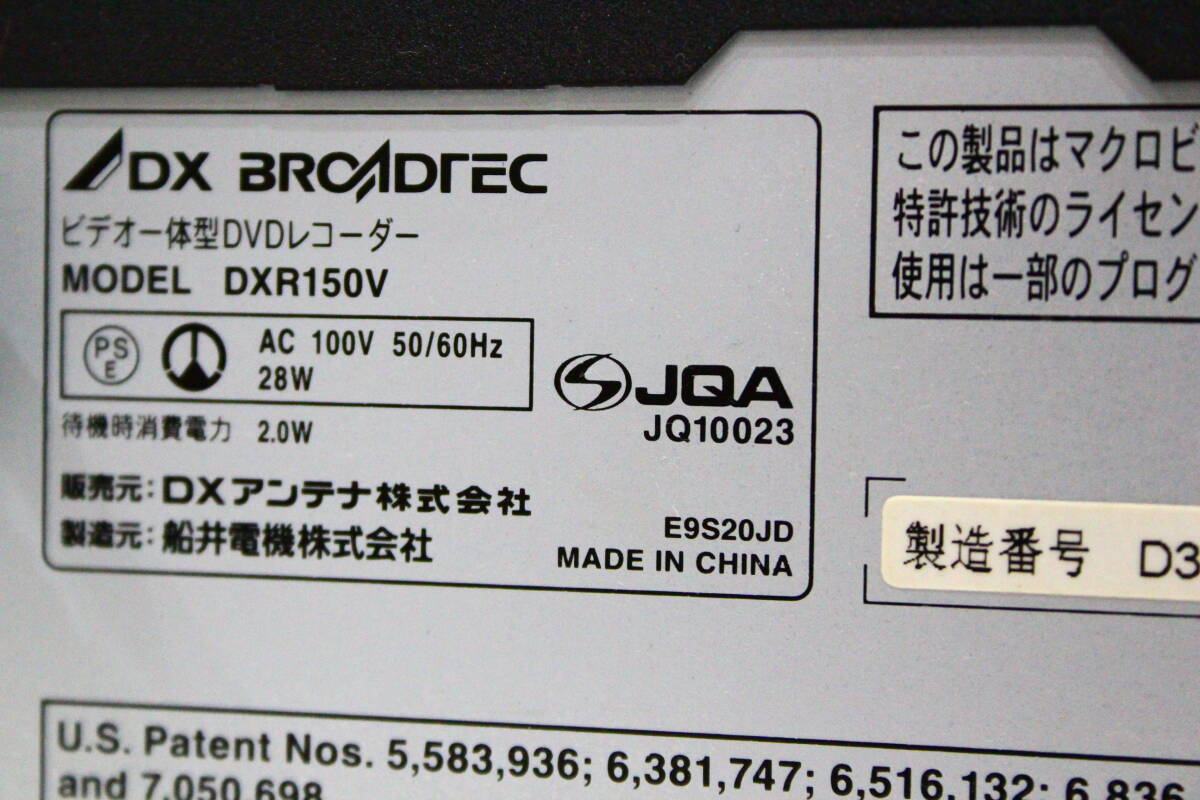 DX BROADTEC
ビデオ一体型DVDレコーダー
MODEL DXR150V
PS
E
AC 100V 50/60Hz
28W
待機時消費電力 2.0W
JQA
JQ10023
販売元:DXアンテナ株式会社
製造元:船井電機株式会社
E9S20JD
MADE IN CHINA
この製品はマクロビ
特許技術のライセン
使用は一部のプログ
製造番号 D3
U.S. Patent Nos. 5,583,936; 6,381,747; 6,516,132; 6,836
and 7,050,698